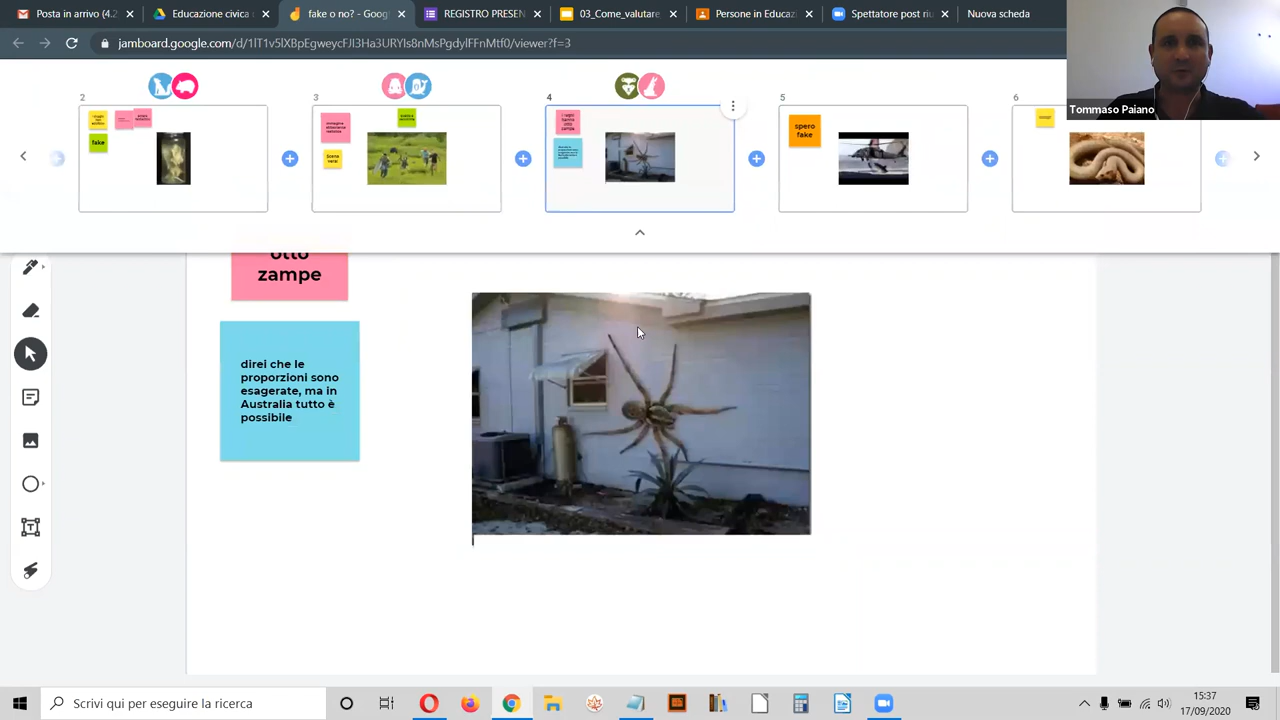 Posta in arrivo (4.2
Educazione civica
fake o no? - Goog
REGISTRO PRESEN
03_Come_valutare
Persone in Educaz
Spettatore post riu
Nuova scheda
jamboard.google.com/d/1lT1v5lXBpEgweycFJl3Ha3URYls8nMsPgdylFFnMtf0/viewer?f=3
Tommaso Paiano
2
3
4
5
6
fake
spero
fake
otto
zampe
direi che le
proporzioni sono
esagerate, ma in
Australia tutto è
possibile
Scrivi qui per eseguire la ricerca
15:37
17/09/2020